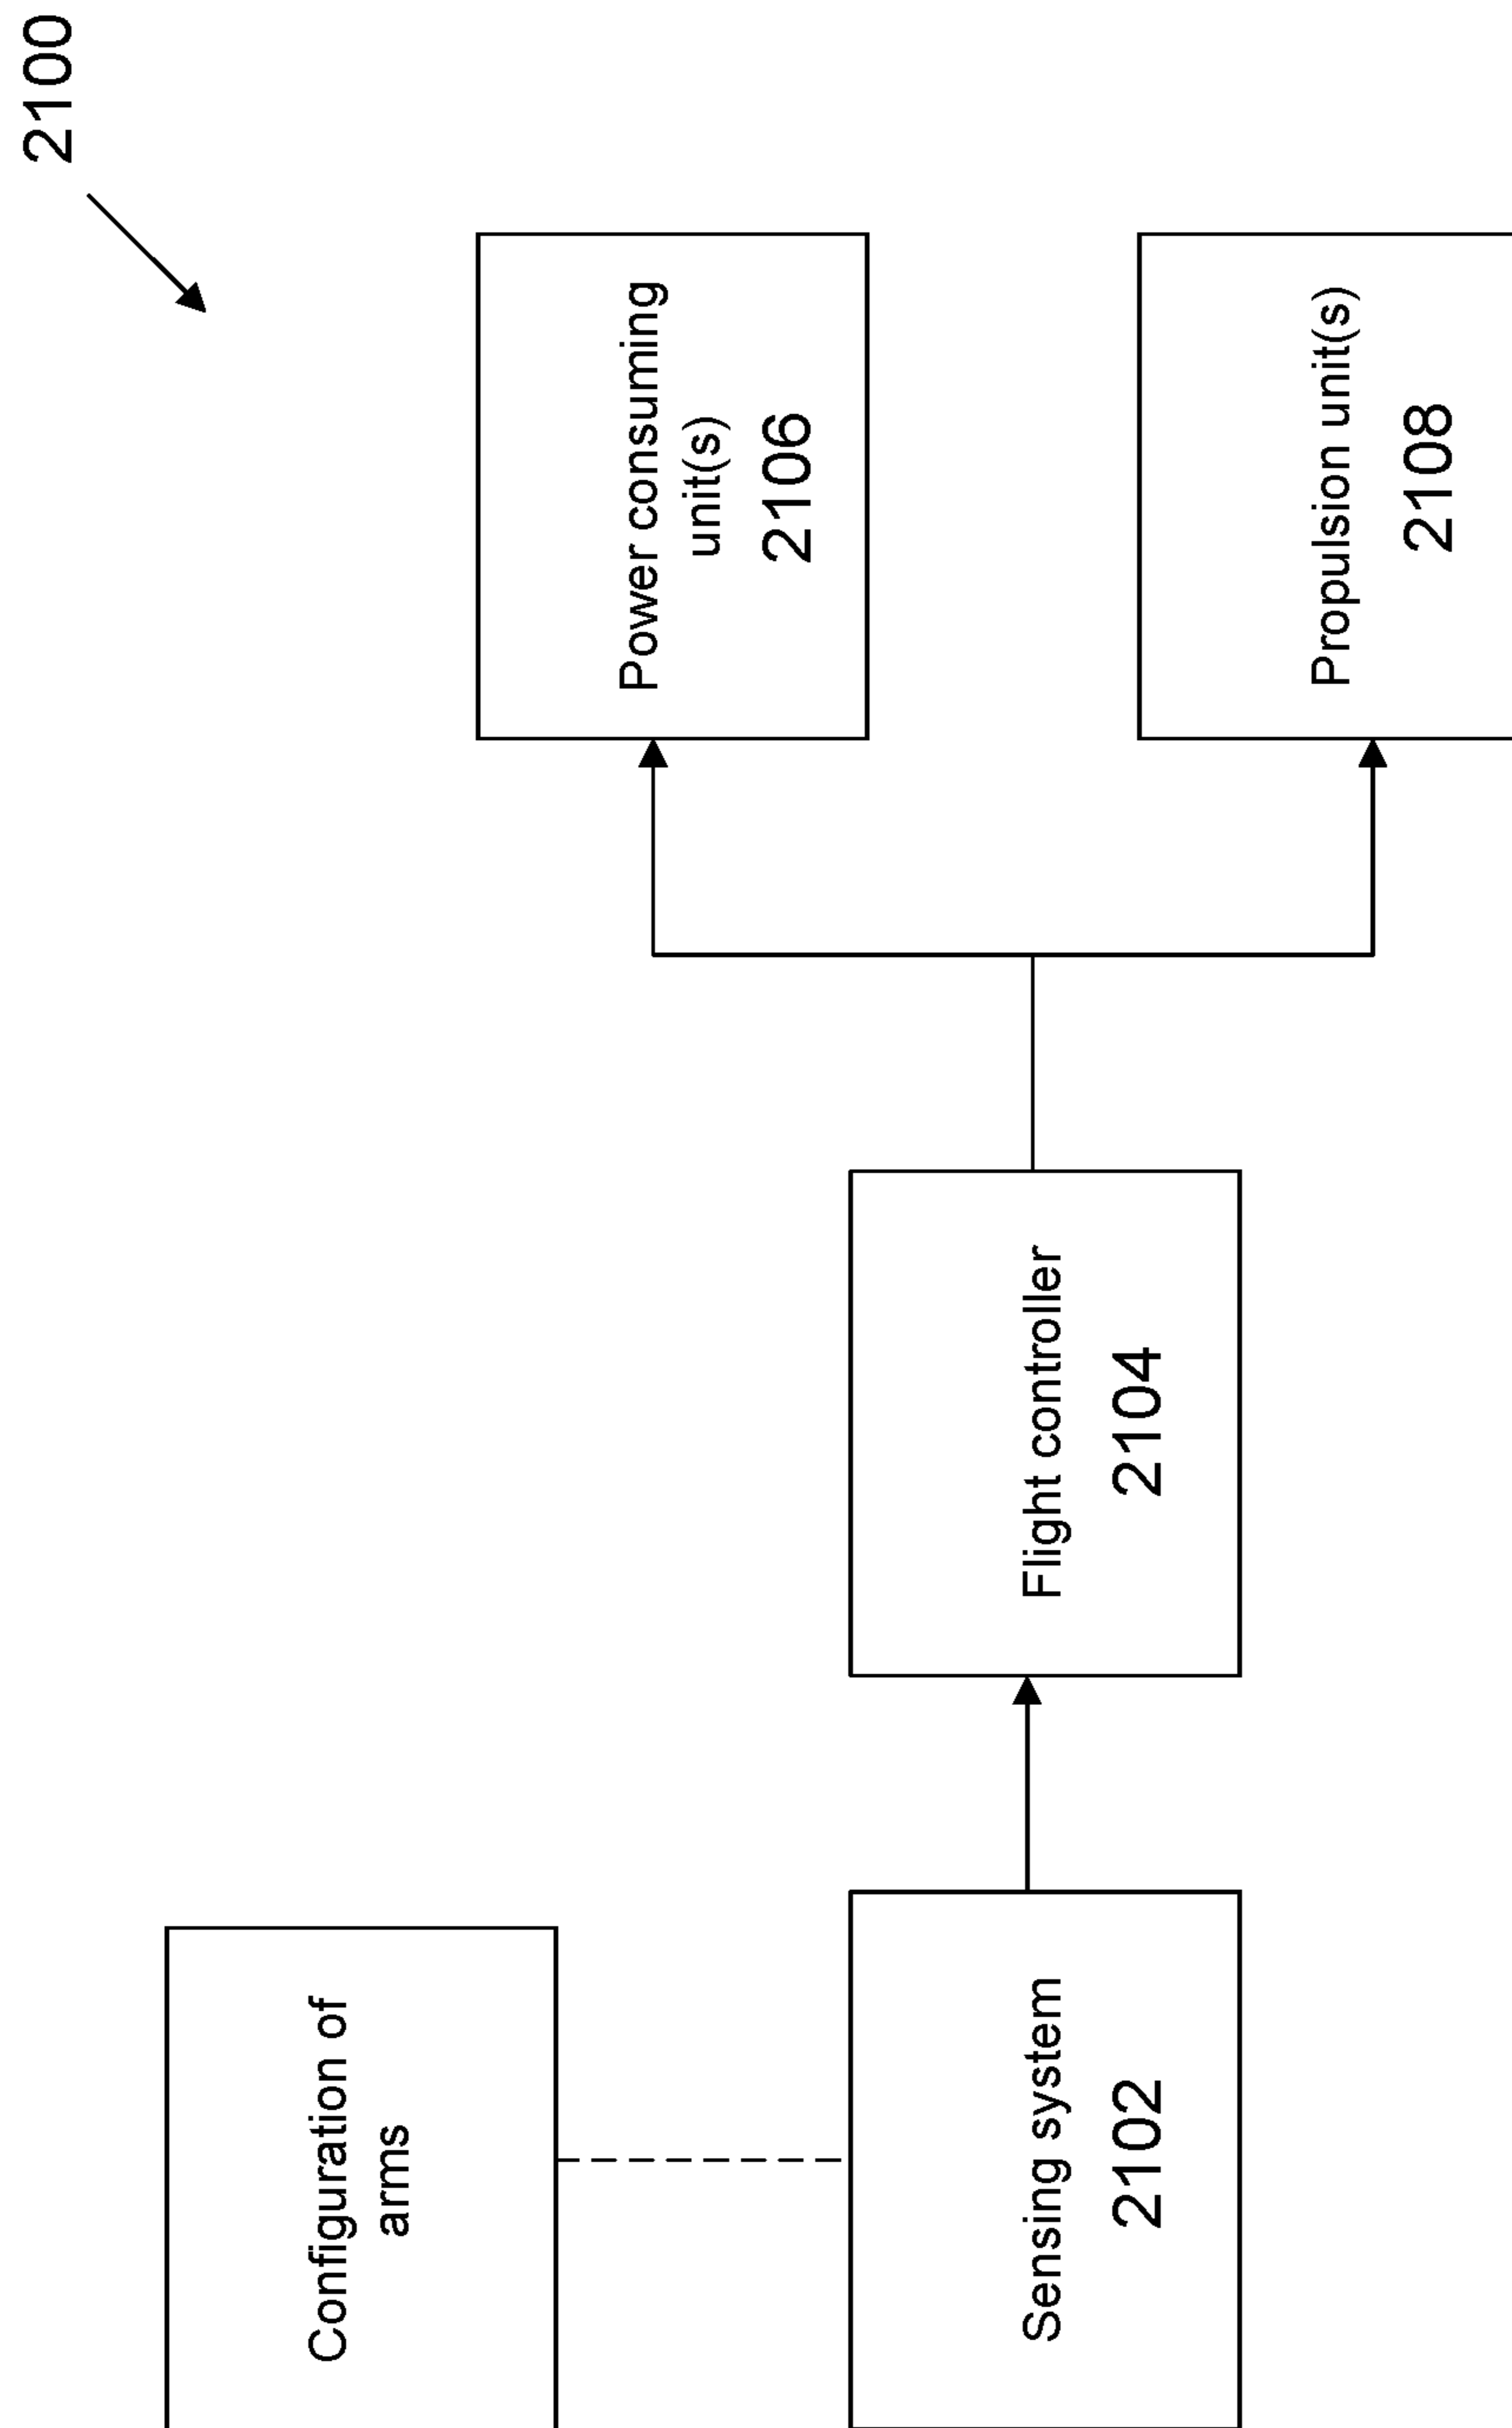 2100
Configuration of
arms
Sensing system
2102
Flight controller
2104
Power consuming
unit(s)
2106
Propulsion unit(s)
2108